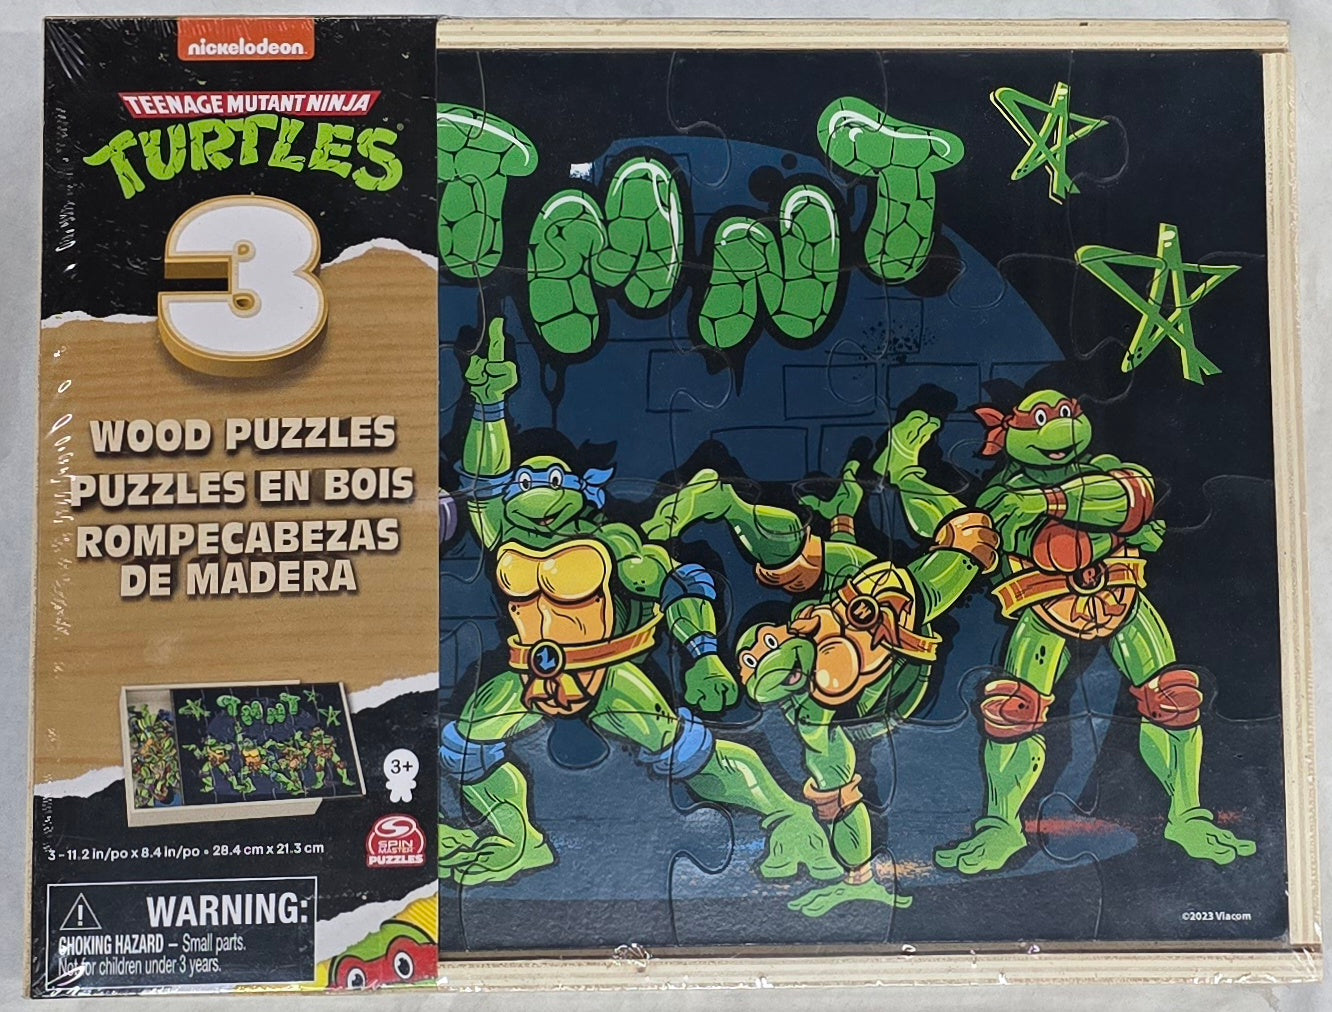 nickelodeon
TEENAGE MUTANT NINJA
TURTLES
3
WOOD PUZZLES
PUZZLES EN BOIS
ROMPECABEZAS
DE MADERA
3+
SPIN
MASTER
PUZZLES
3 - 11.2 in/po x 8.4 in/po • 28.4 cm x 21.3 cm
WARNING:
CHOKING HAZARD – Small parts.
Not for children under 3 years.
TMNT
L
M
R
©2023 Viacom